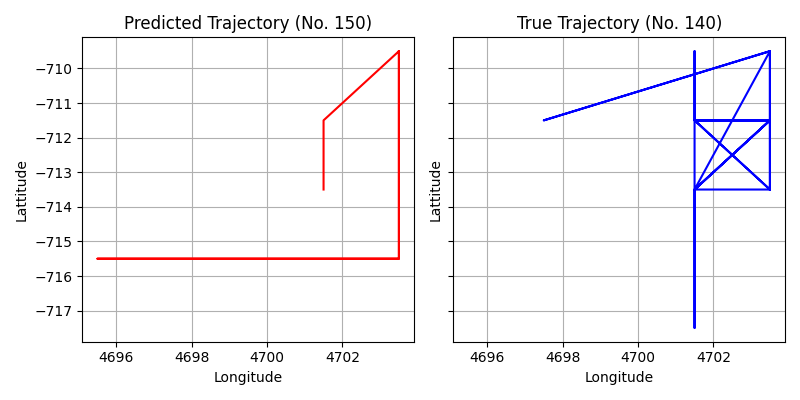 Predicted Trajectory (No. 150)
True Trajectory (No. 140)
Lattitude
−710
−711
−712
−713
−714
−715
−716
−717
4696 4698 4700 4702
Longitude
Lattitude
4696 4698 4700 4702
Longitude